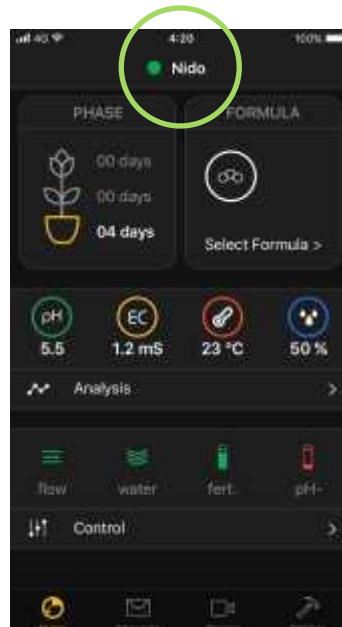 4G 4:20 100%
Nido
PHASE FORMULA
00 days
00 days
04 days
Select Formula >
pH EC
5.5 1.2 mS 23 °C 50 %
Analysis >
flow water fert. pH-
Control >